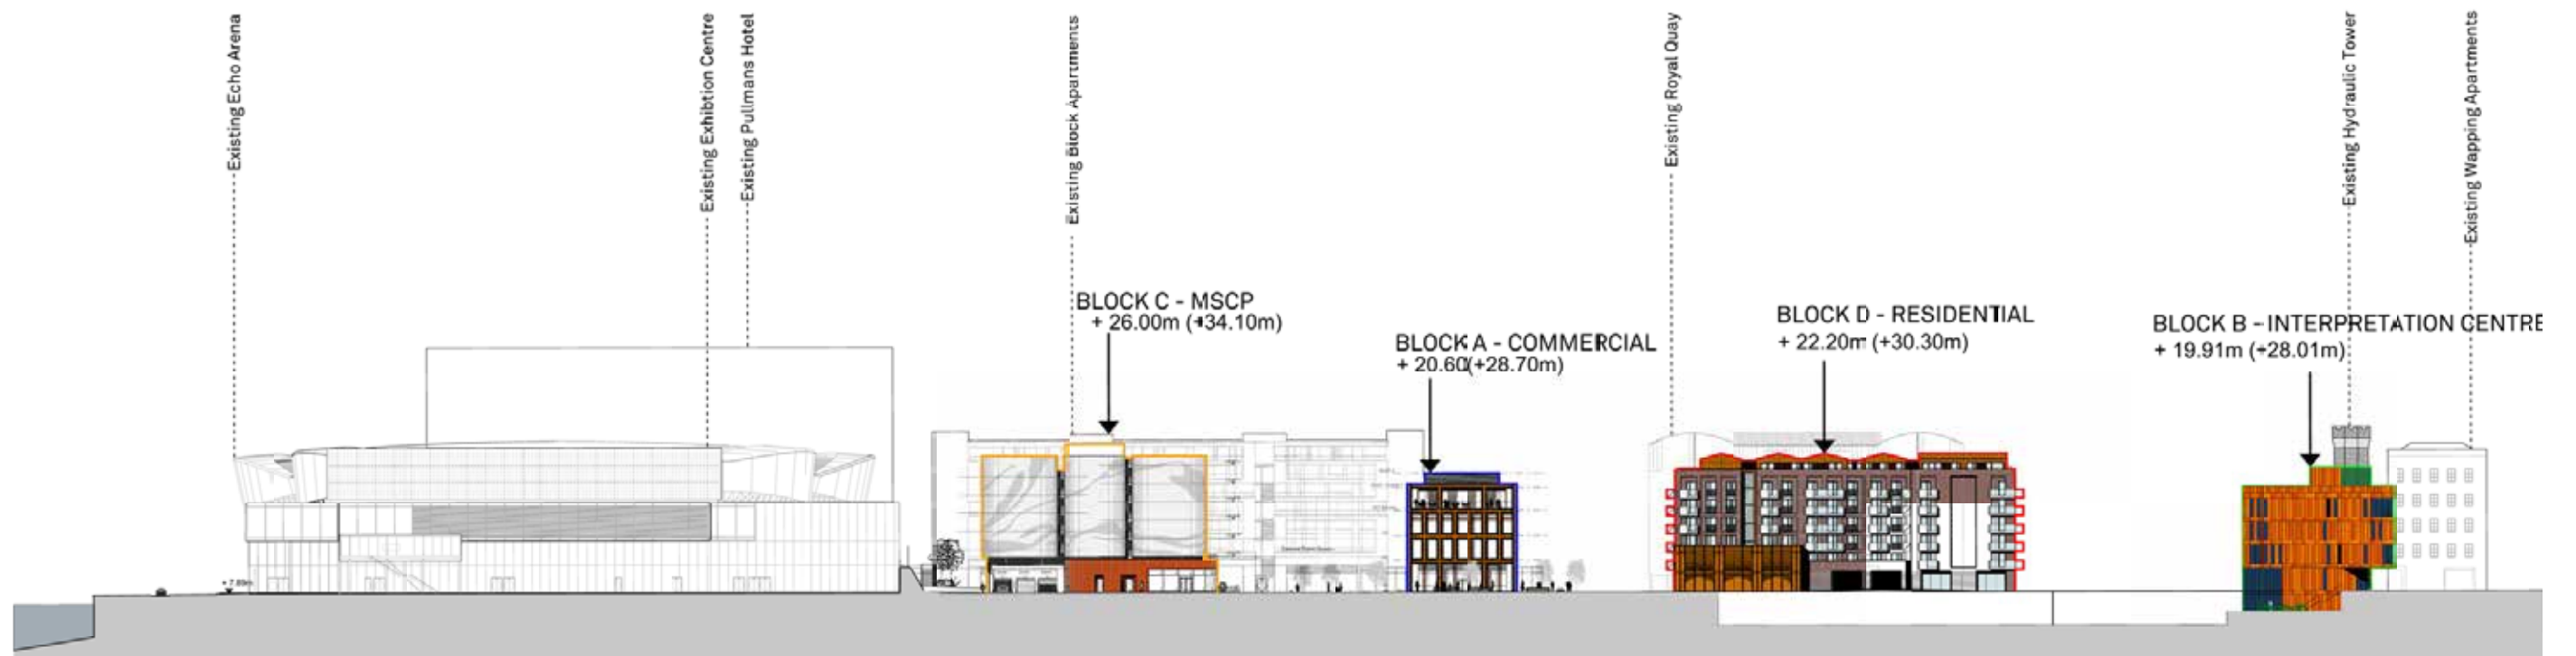 Existing Echo Arena
Existing Exhibtion Centre
Existing Pullmans Hotel
Existing Block Apartments
Existing Royal Quay
Existing Hydraulic Tower
Existing Wapping Apartments
BLOCK C - MSCP
+ 26.00m (+34.10m)
BLOCK A - COMMERCIAL
+ 20.60(+28.70m)
BLOCK D - RESIDENTIAL
+ 22.20m (+30.30m)
BLOCK B - INTERPRETATION CENTRE
+ 19.91m (+28.01m)